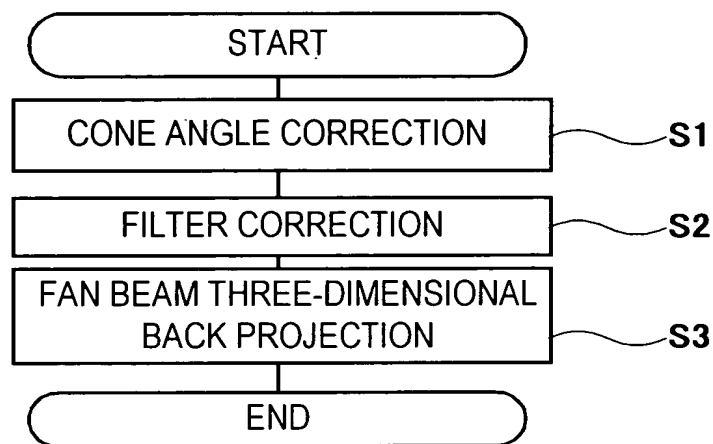 START
CONE ANGLE CORRECTION
S1
FILTER CORRECTION
S2
FAN BEAM THREE-DIMENSIONAL
BACK PROJECTION
S3
END